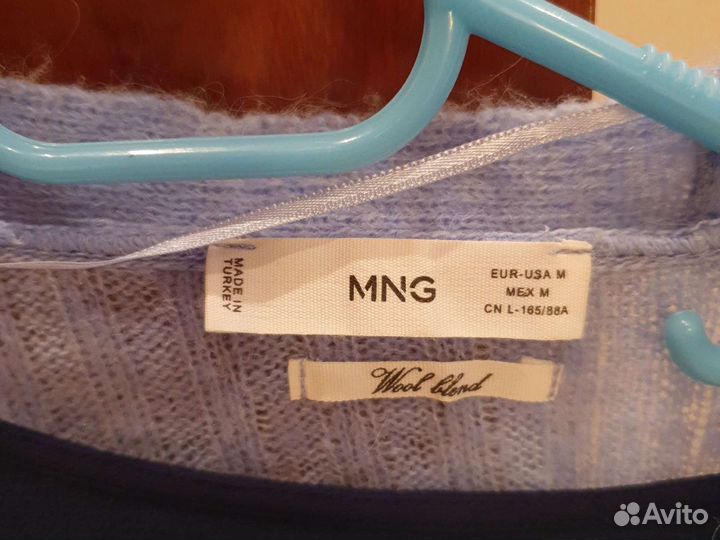 MADE IN
TURKEY
MNG
EUR-USA M
MEX M
CN L-165/88A
Wool blend
Avito